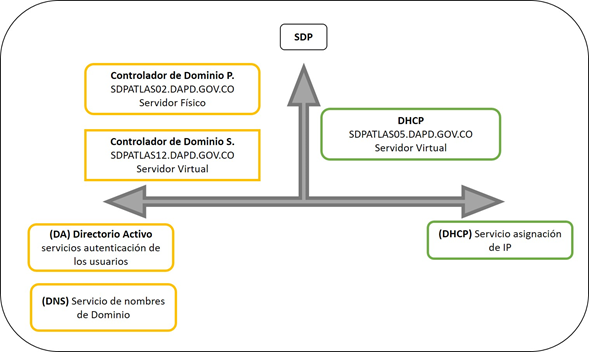 SDP
Controlador de Dominio P.
SDPATLAS02.DAPD.GOV.CO
Servidor Físico
Controlador de Dominio S.
SDPATLAS12.DAPD.GOV.CO
Servidor Virtual
DHCP
SDPATLAS05.DAPD.GOV.CO
Servidor Virtual
(DA) Directorio Activo
servicios autenticación de
los usuarios
(DNS) Servicio de nombres
de Dominio
(DHCP) Servicio asignación
de IP